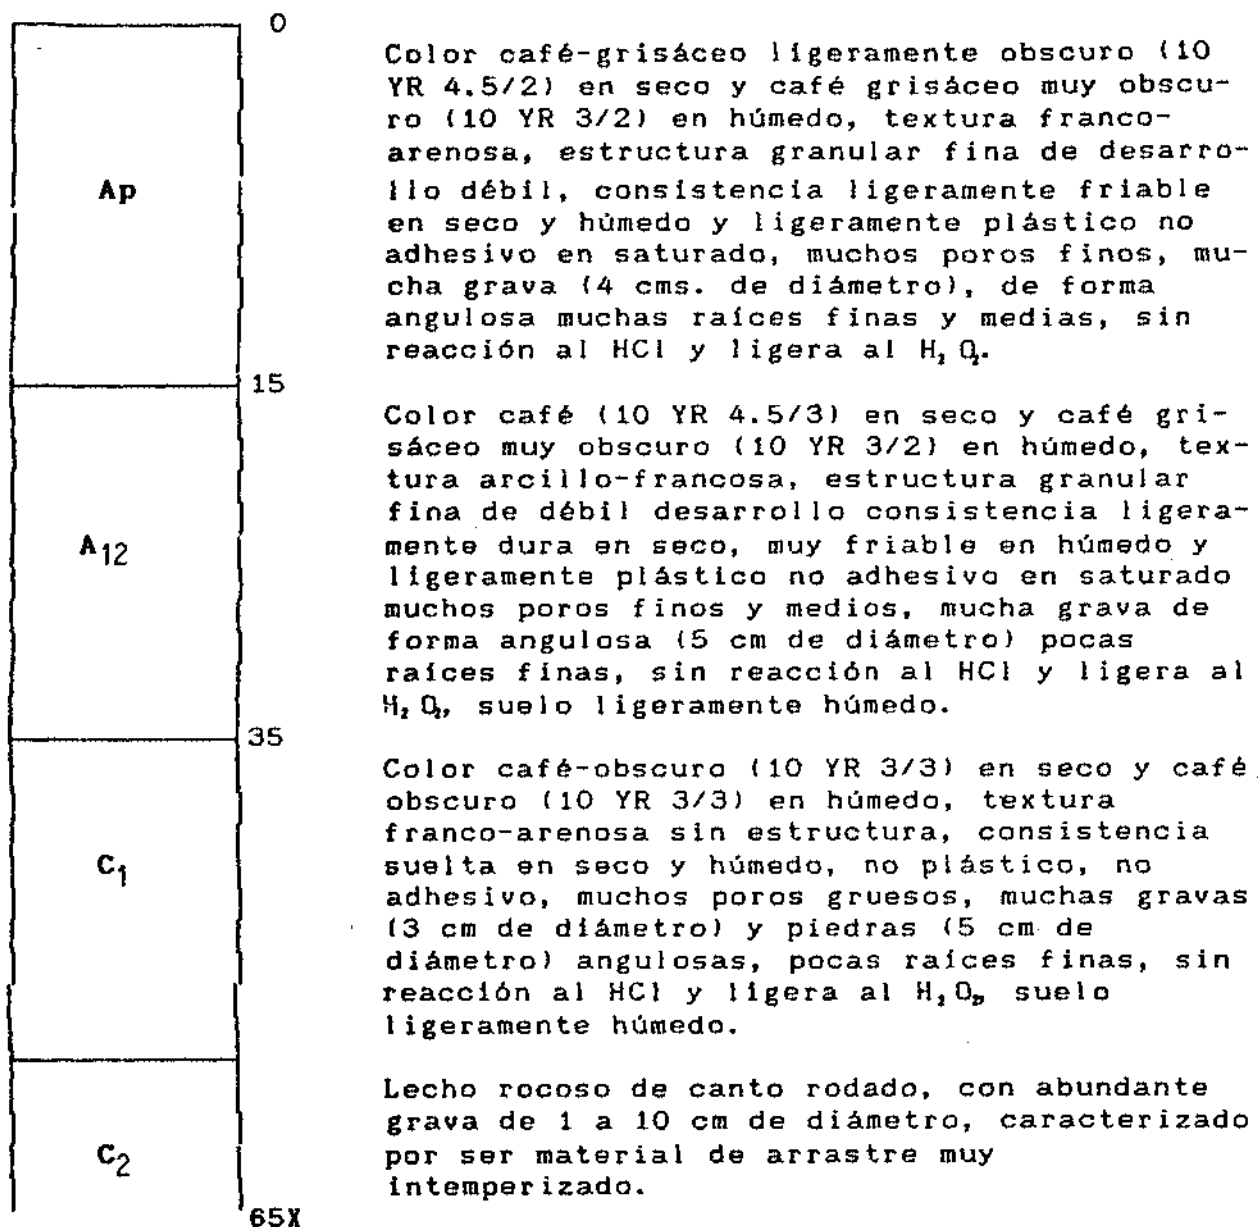 0
Color café-grisáceo ligeramente obscuro (10
YR 4.5/2) en seco y café grisáceo muy obscu-
ro (10 YR 3/2) en húmedo, textura franco-
arenosa, estructura granular fina de desarro-
Ap
llo débil, consistencia ligeramente friable
en seco y húmedo y ligeramente plástico no
adhesivo en saturado, muchos poros finos, mu-
cha grava (4 cms. de diámetro), de forma
angulosa muchas raíces finas y medias, sin
reacción al HCl y ligera al H₂O₂.
15
Color café (10 YR 4.5/3) en seco y café gri-
sáceo muy obscuro (10 YR 3/2) en húmedo, tex-
tura arcillo-francosa, estructura granular
fina de débil desarrollo consistencia ligera-
A12
mente dura en seco, muy friable en húmedo y
ligeramente plástico no adhesivo en saturado
muchos poros finos y medios, mucha grava de
forma angulosa (5 cm de diámetro) pocas
raíces finas, sin reacción al HCl y ligera al
H₂O₂, suelo ligeramente húmedo.
35
Color café-obscuro (10 YR 3/3) en seco y café
obscuro (10 YR 3/3) en húmedo, textura
franco-arenosa sin estructura, consistencia
C1
suelta en seco y húmedo, no plástico, no
adhesivo, muchos poros gruesos, muchas gravas
(3 cm de diámetro) y piedras (5 cm de
diámetro) angulosas, pocas raíces finas, sin
reacción al HCl y ligera al H₂O₂, suelo
ligeramente húmedo.
Lecho rocoso de canto rodado, con abundante
grava de 1 a 10 cm de diámetro, caracterizado
C2
por ser material de arrastre muy
intemperizado.
65X